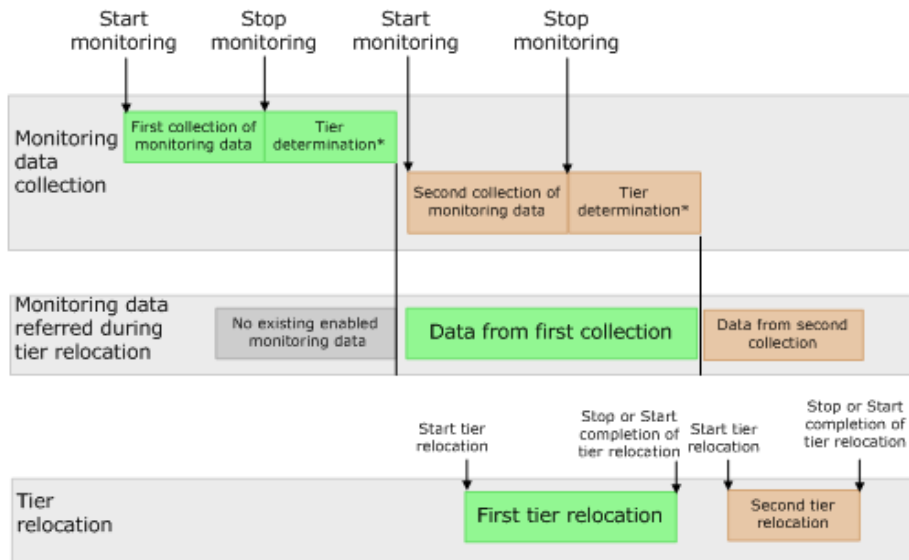 Start
monitoring
Stop
monitoring
Start
monitoring
Stop
monitoring
Monitoring
data
collection
First collection of
monitoring data
Tier
determination*
Second collection of
monitoring data
Tier
determination*
Monitoring data
referred during
tier relocation
No existing enabled
monitoring data
Data from first collection
Data from second
collection
Start tier
relocation
Stop or Start
completion of
tier relocation
Start tier
relocation
Stop or Start
completion of
tier relocation
Tier
relocation
First tier relocation
Second tier
relocation